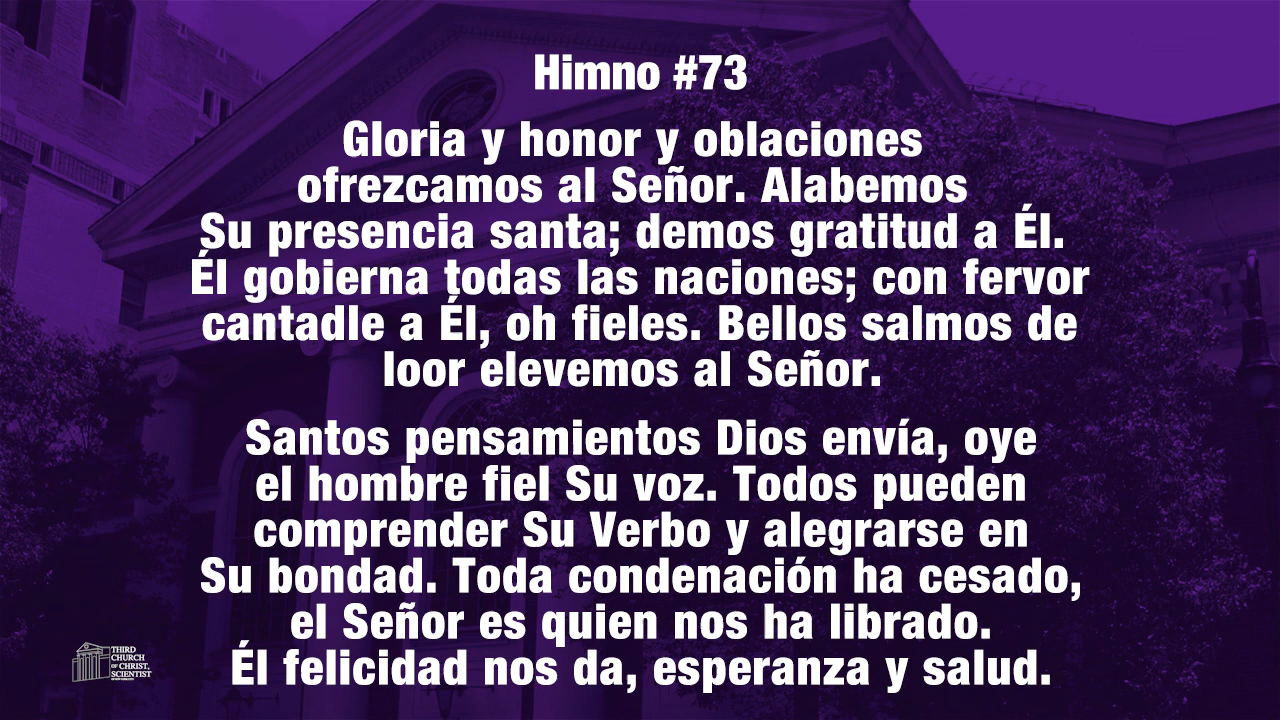 Himno #73
Gloria y honor y oblaciones
ofrezcamos al Señor. Alabemos
Su presencia santa; demos gratitud a Él.
Él gobierna todas las naciones; con fervor
cantadle a Él, oh fieles. Bellos salmos de
loor elevemos al Señor.
Santos pensamientos Dios envía, oye
el hombre fiel Su voz. Todos pueden
comprender Su Verbo y alegrarse en
Su bondad. Toda condenación ha cesado,
el Señor es quien nos ha librado.
Él felicidad nos da, esperanza y salud.
THIRD
CHURCH
OF CHRIST,
SCIENTIST